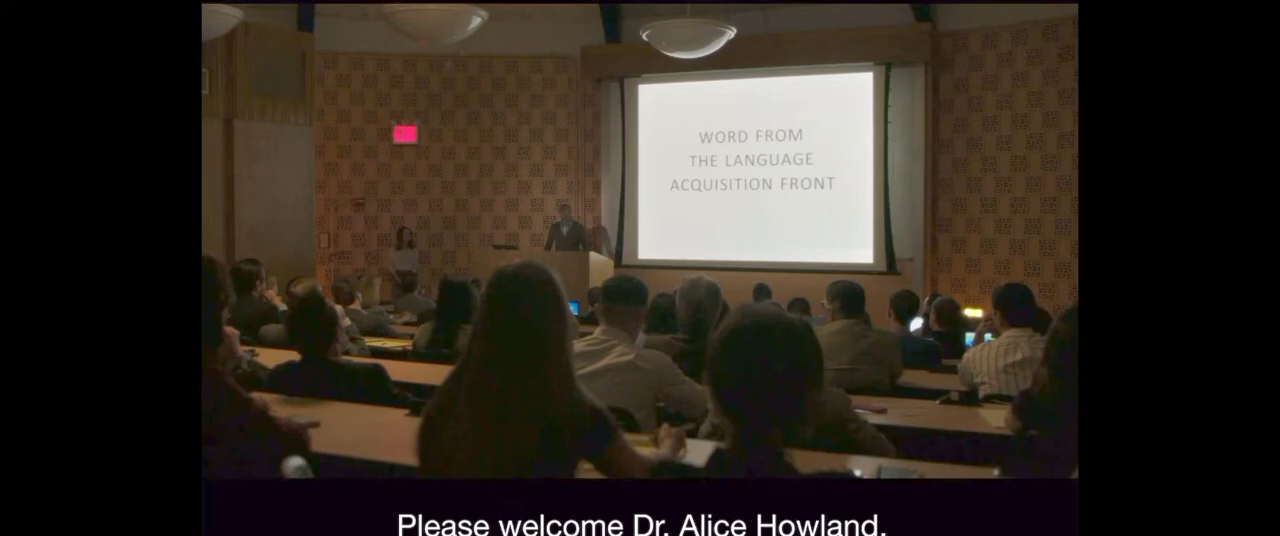 WORD FROM
THE LANGUAGE
ACQUISITION FRONT
Please welcome Dr. Alice Howland.